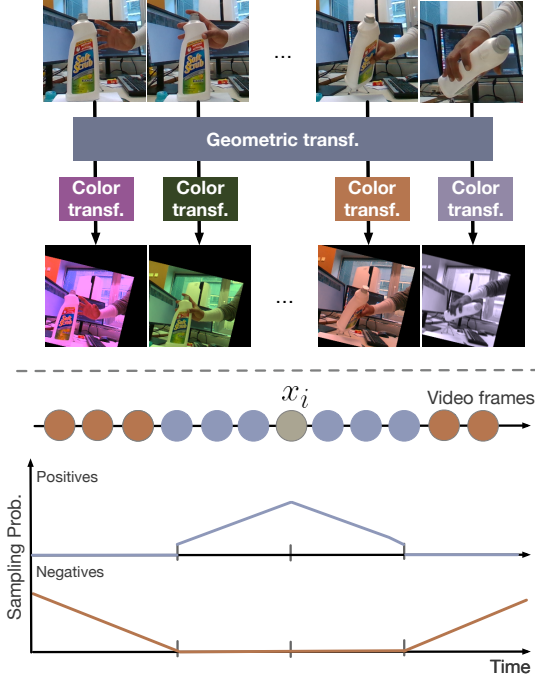 Soft
Scrub
Soft
Scrub
...
Geometric transf.
Color
transf.
Color
transf.
Color
transf.
Color
transf.
...
x_i
Video frames
Positives
Negatives
Sampling Prob.
Time